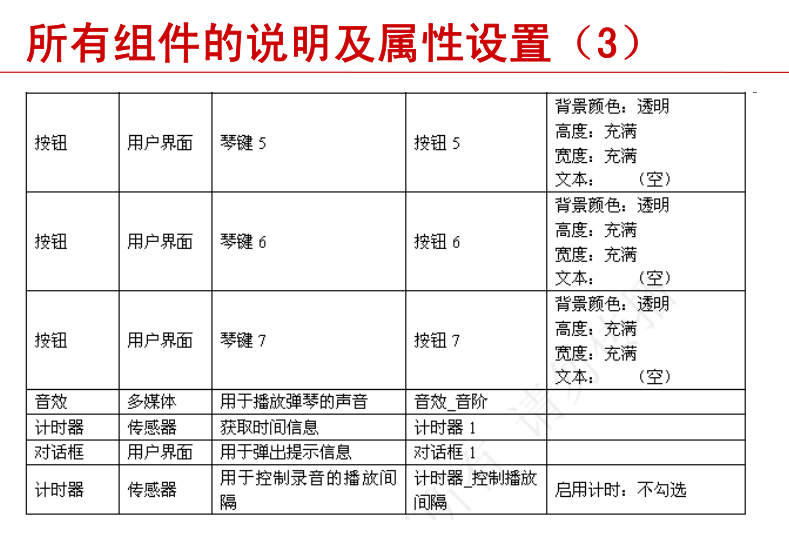 所有组件的说明及属性设置（3）
按钮 用户界面 琴键 5 按钮 5 背景颜色：透明
高度：充满
宽度：充满
文本： （空）
按钮 用户界面 琴键 6 按钮 6 背景颜色：透明
高度：充满
宽度：充满
文本： （空）
按钮 用户界面 琴键 7 按钮 7 背景颜色：透明
高度：充满
宽度：充满
文本： （空）
音效 多媒体 用于播放弹琴的声音 音效_音阶
计时器 传感器 获取时间信息 计时器 1
对话框 用户界面 用于弹出提示信息 对话框 1
计时器 传感器 用于控制录音的播放间隔 计时器_控制播放间隔 启用计时：不勾选